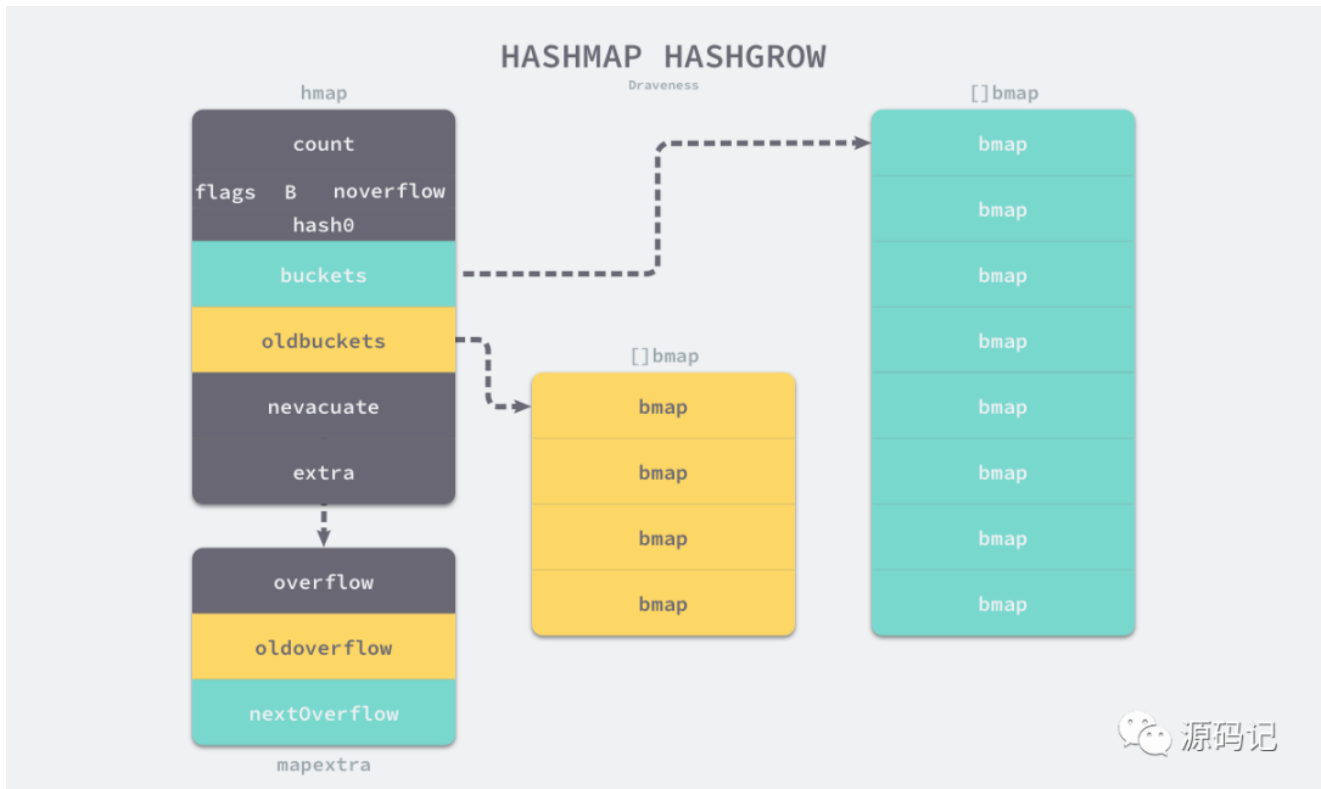 HASHMAP HASHGROW
Draveness
hmap
count
flags B noverflow
hash0
buckets
oldbuckets
nevacuate
extra
overflow
oldoverflow
nextOverflow
mapextra
[]bmap
bmap
bmap
bmap
bmap
[]bmap
bmap
bmap
bmap
bmap
bmap
bmap
bmap
bmap
源码记